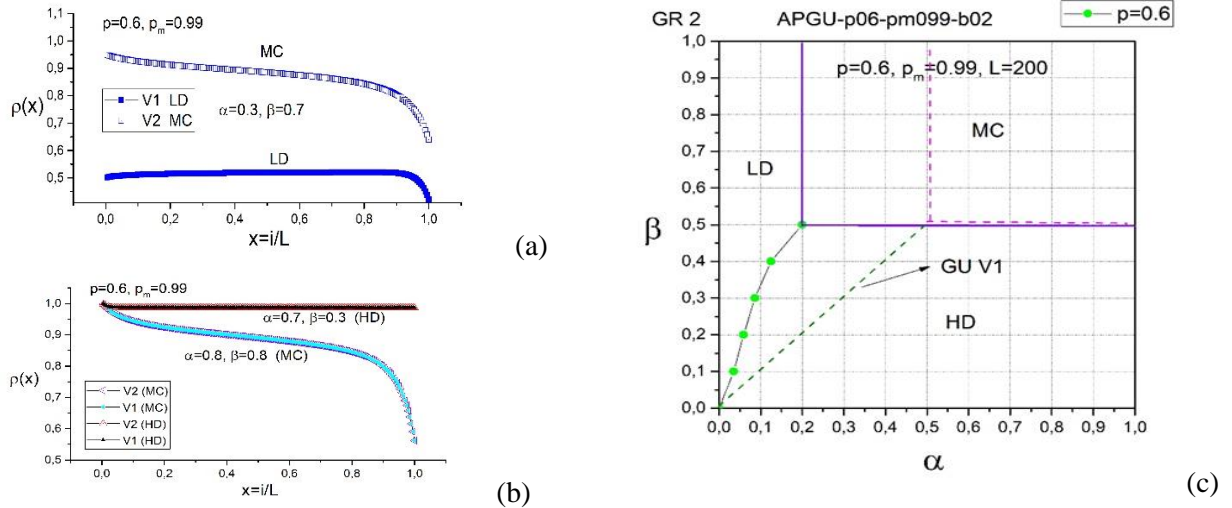 p=0.6, pₘ=0.99
MC
V1 LD
V2 MC
α=0.3, β=0.7
LD
ρ(x)
1,1
1,0
0,9
0,8
0,7
0,6
0,5
0,0 0,2 0,4 0,6 0,8 1,0
x=i/L
(a)
p=0.6, pₘ=0.99
α=0.7, β=0.3 (HD)
α=0.8, β=0.8 (MC)
V2 (MC)
V1 (MC)
V2 (HD)
V1 (HD)
ρ(x)
1,0
0,9
0,8
0,7
0,6
0,5
0,0 0,2 0,4 0,6 0,8 1,0
x=i/L
(b)
GR 2 APGU-p06-pm099-b02
p=0.6
p=0.6, pₘ=0.99, L=200
MC
LD
GU V1
HD
β
1,0
0,9
0,8
0,7
0,6
0,5
0,4
0,3
0,2
0,1
0,0
0,0 0,1 0,2 0,3 0,4 0,5 0,6 0,7 0,8 0,9 1,0
α
(c)